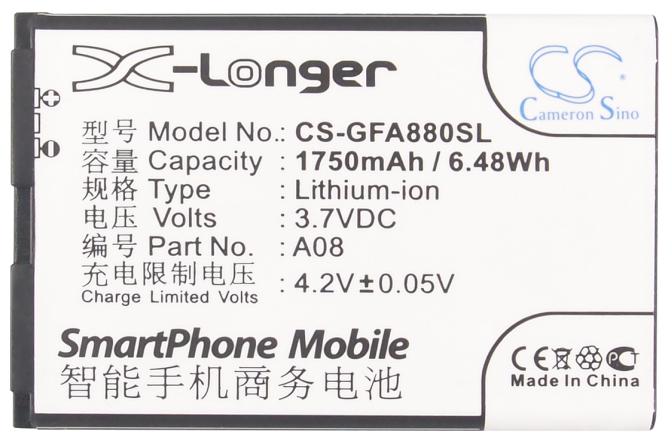 X-Longer
Cameron Sino
型号 Model No.: CS-GFA880SL
容量 Capacity : 1750mAh / 6.48Wh
规格 Type : Lithium-ion
电压 Volts : 3.7VDC
编号 Part No. : A08
充电限制电压 : 4.2V±0.05V
Charge Limited Volts
SmartPhone Mobile
智能手机商务电池
CE PCT
Made In China